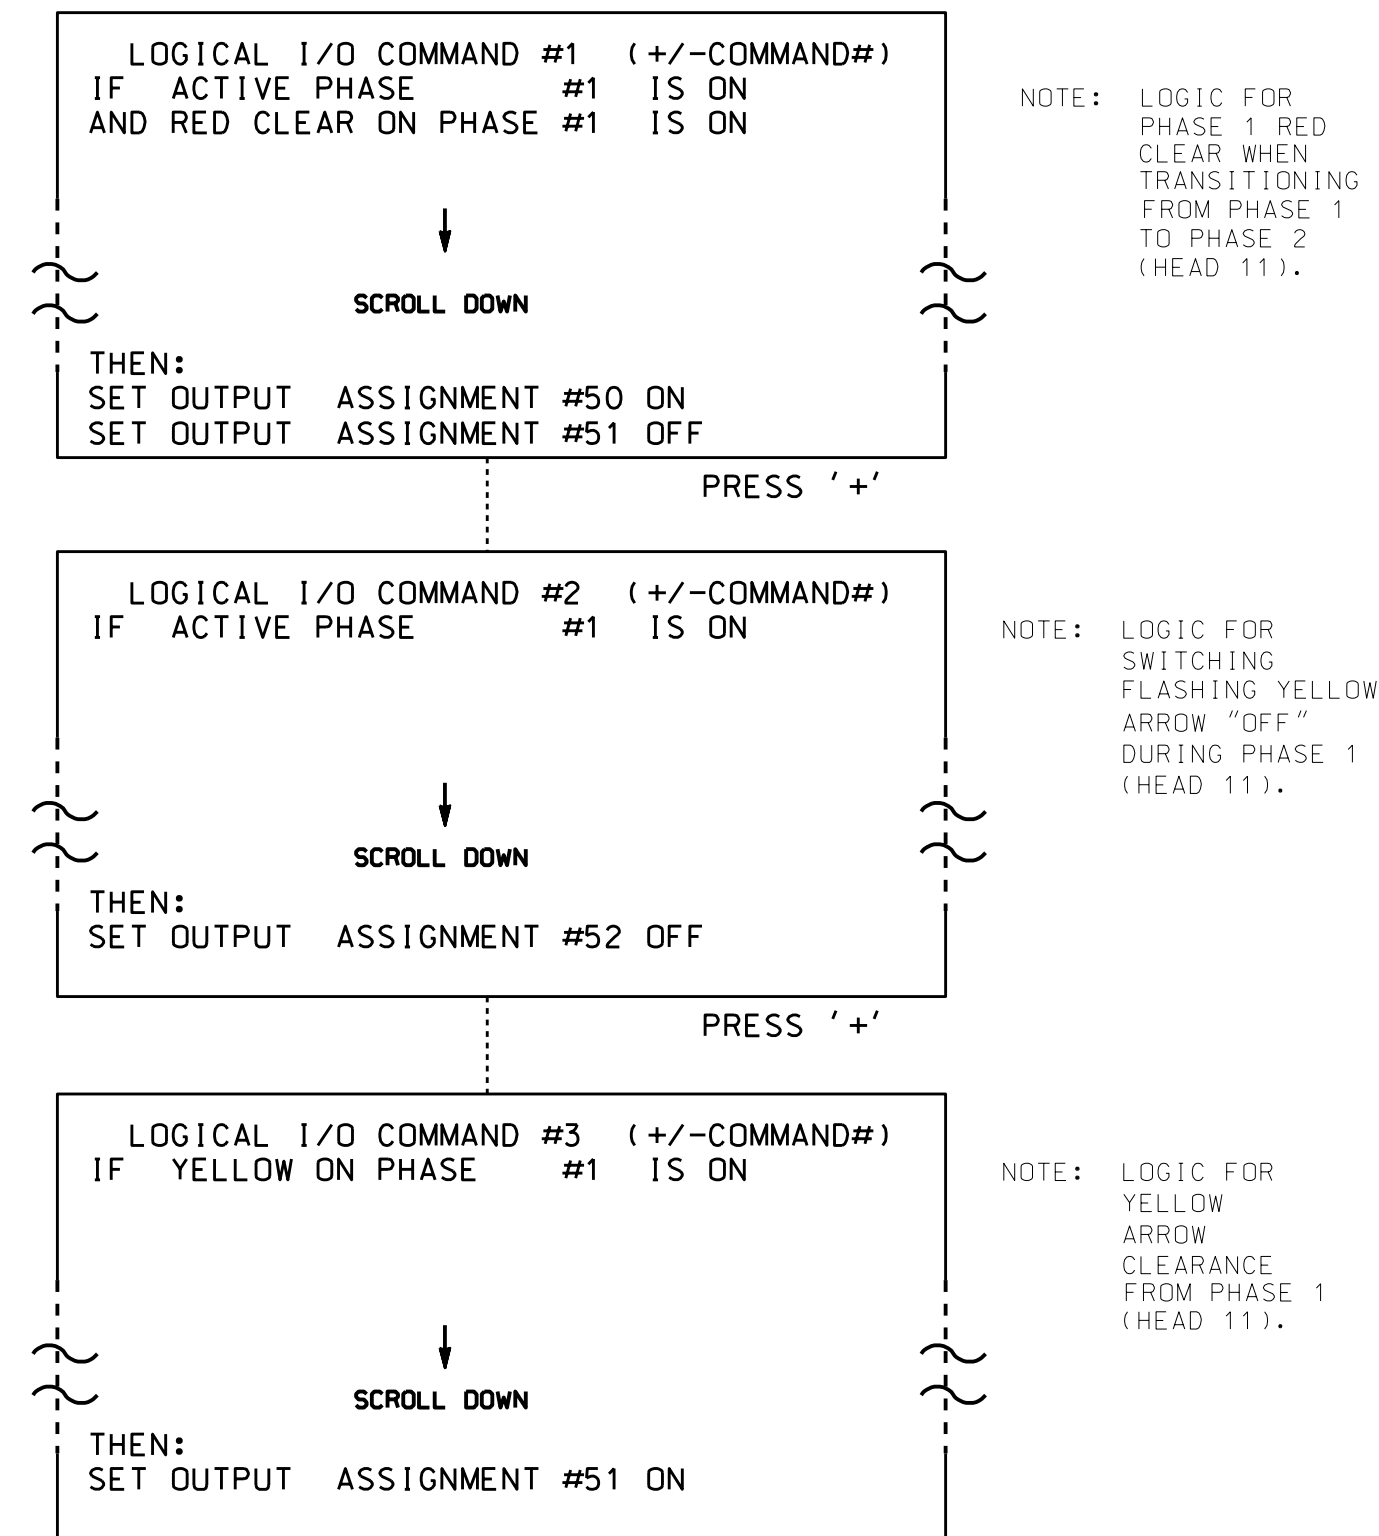 LOGICAL I/O COMMAND #1 (+/-COMMAND#)
IF ACTIVE PHASE #1 IS ON
AND RED CLEAR ON PHASE #1 IS ON
SCROLL DOWN
THEN:
SET OUTPUT ASSIGNMENT #50 ON
SET OUTPUT ASSIGNMENT #51 OFF
NOTE: LOGIC FOR
PHASE 1 RED
CLEAR WHEN
TRANSITIONING
FROM PHASE 1
TO PHASE 2
(HEAD 11).
PRESS '+'
LOGICAL I/O COMMAND #2 (+/-COMMAND#)
IF ACTIVE PHASE #1 IS ON
SCROLL DOWN
THEN:
SET OUTPUT ASSIGNMENT #52 OFF
NOTE: LOGIC FOR
SWITCHING
FLASHING YELLOW
ARROW "OFF"
DURING PHASE 1
(HEAD 11).
PRESS '+'
LOGICAL I/O COMMAND #3 (+/-COMMAND#)
IF YELLOW ON PHASE #1 IS ON
SCROLL DOWN
THEN:
SET OUTPUT ASSIGNMENT #51 ON
NOTE: LOGIC FOR
YELLOW
ARROW
CLEARANCE
FROM PHASE 1
(HEAD 11).